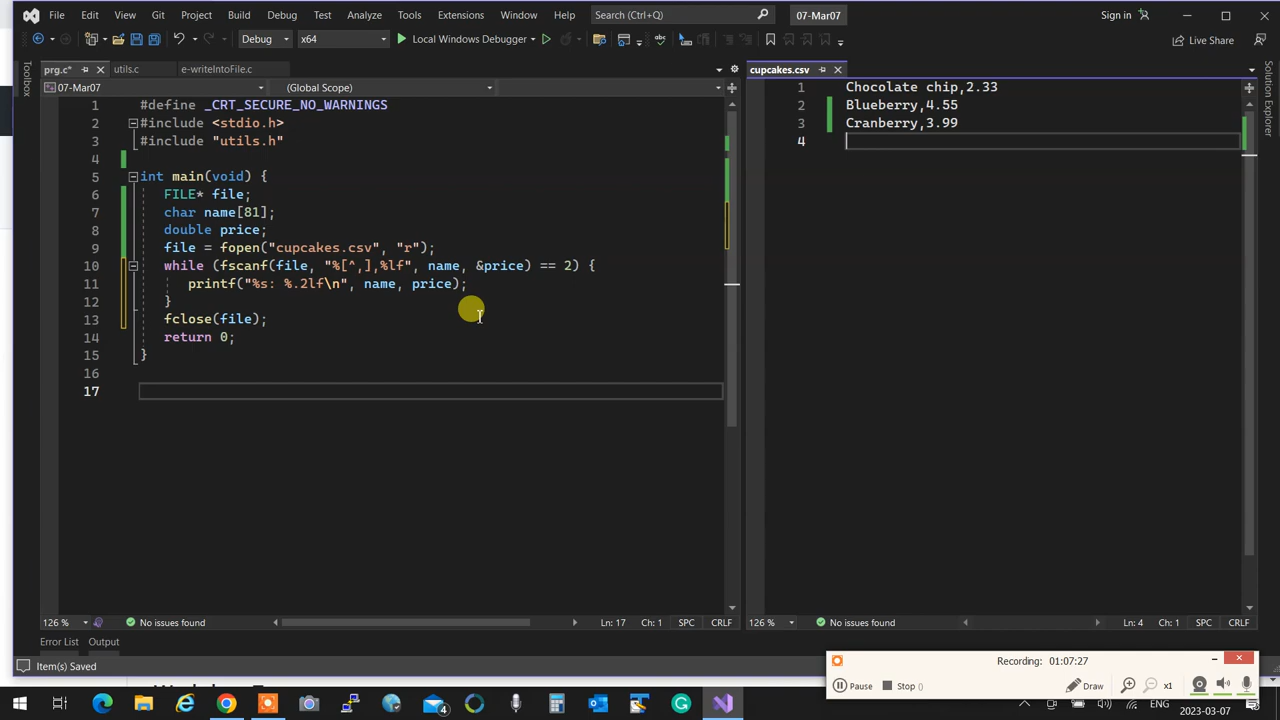 File Edit View Git Project Build Debug Test Analyze Tools Extensions Window Help Search (Ctrl+Q) 07-Mar07 Sign in
Debug x64 Local Windows Debugger Live Share
Toolbox
prg.c* utils.c e-writeIntoFile.c
07-Mar07 (Global Scope)
1 #define _CRT_SECURE_NO_WARNINGS
2 #include <stdio.h>
3 #include "utils.h"
4
5 int main(void) {
6 FILE* file;
7 char name[81];
8 double price;
9 file = fopen("cupcakes.csv", "r");
10 while (fscanf(file, "%[^,],%lf", name, &price) == 2) {
11 printf("%s: %.2lf\n", name, price);
12 }
13 fclose(file);
14 return 0;
15 }
16
17
126 % No issues found Ln: 17 Ch: 1 SPC CRLF
cupcakes.csv
1 Chocolate chip,2.33
2 Blueberry,4.55
3 Cranberry,3.99
4
126 % No issues found Ln: 4 Ch: 1 SPC CRLF
Solution Explorer
Error List Output
Item(s) Saved
Recording: 01:07:27
Pause Stop () Draw x1
4
ENG 12:53 PM
2023-03-07